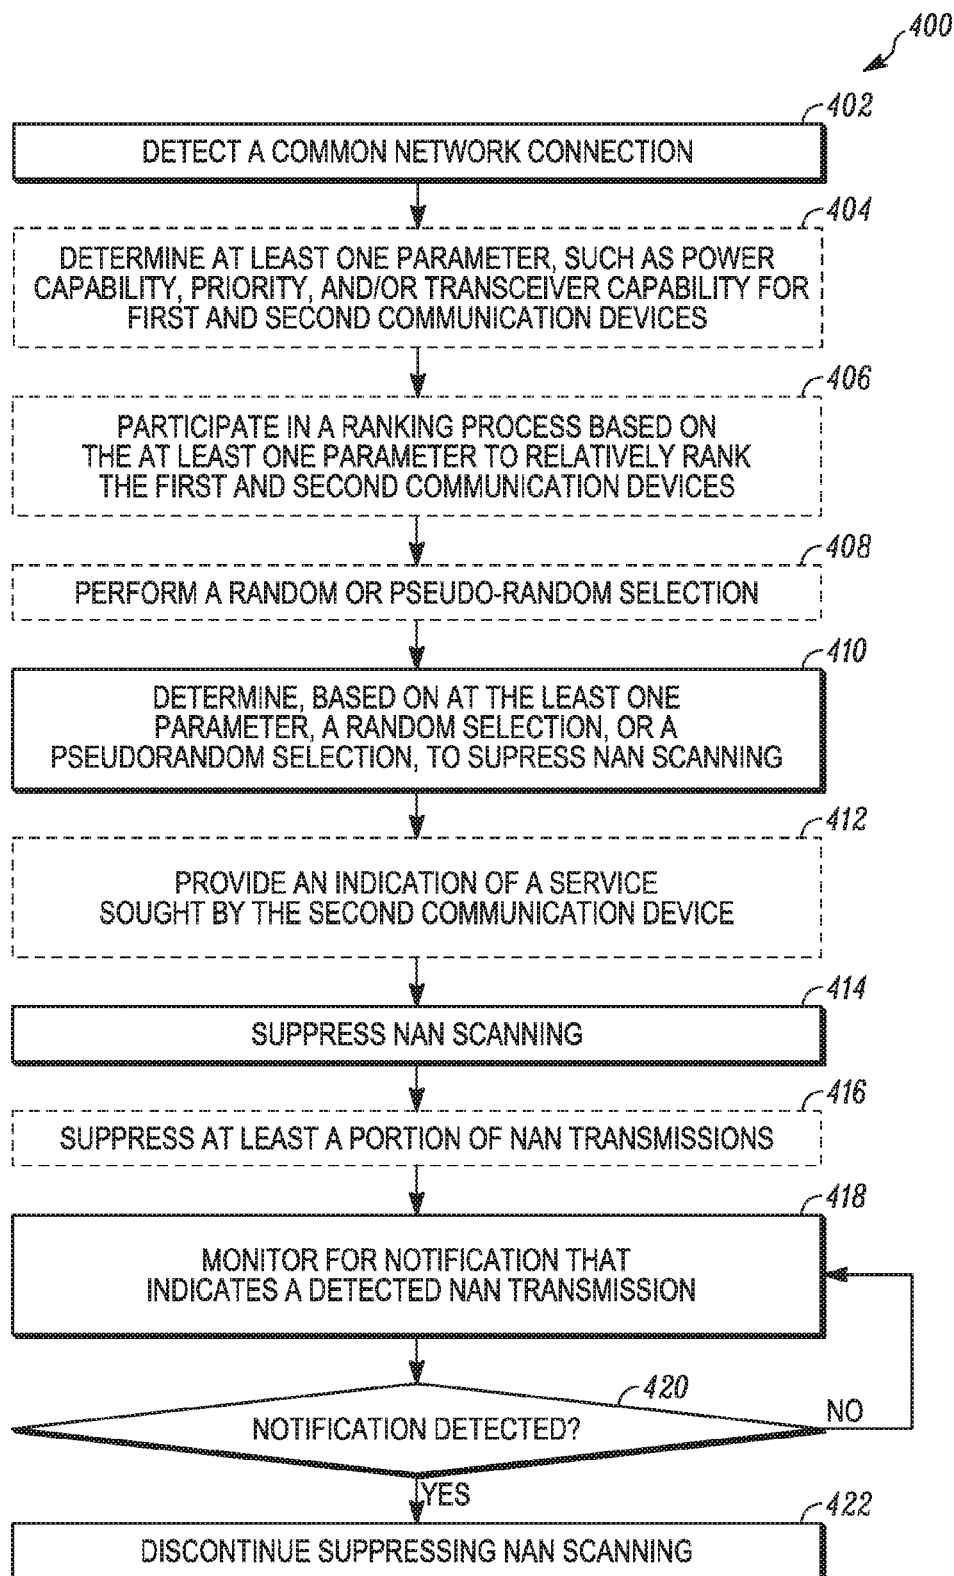 400
402
DETECT A COMMON NETWORK CONNECTION
404
DETERMINE AT LEAST ONE PARAMETER, SUCH AS POWER
CAPABILITY, PRIORITY, AND/OR TRANSCEIVER CAPABILITY FOR
FIRST AND SECOND COMMUNICATION DEVICES
406
PARTICIPATE IN A RANKING PROCESS BASED ON
THE AT LEAST ONE PARAMETER TO RELATIVELY RANK
THE FIRST AND SECOND COMMUNICATION DEVICES
408
PERFORM A RANDOM OR PSEUDO-RANDOM SELECTION
410
DETERMINE, BASED ON AT THE LEAST ONE
PARAMETER, A RANDOM SELECTION, OR A
PSEUDORANDOM SELECTION, TO SUPRESS NAN SCANNING
412
PROVIDE AN INDICATION OF A SERVICE
SOUGHT BY THE SECOND COMMUNICATION DEVICE
414
SUPPRESS NAN SCANNING
416
SUPPRESS AT LEAST A PORTION OF NAN TRANSMISSIONS
418
MONITOR FOR NOTIFICATION THAT
INDICATES A DETECTED NAN TRANSMISSION
420
NOTIFICATION DETECTED?
NO
YES
422
DISCONTINUE SUPPRESSING NAN SCANNING